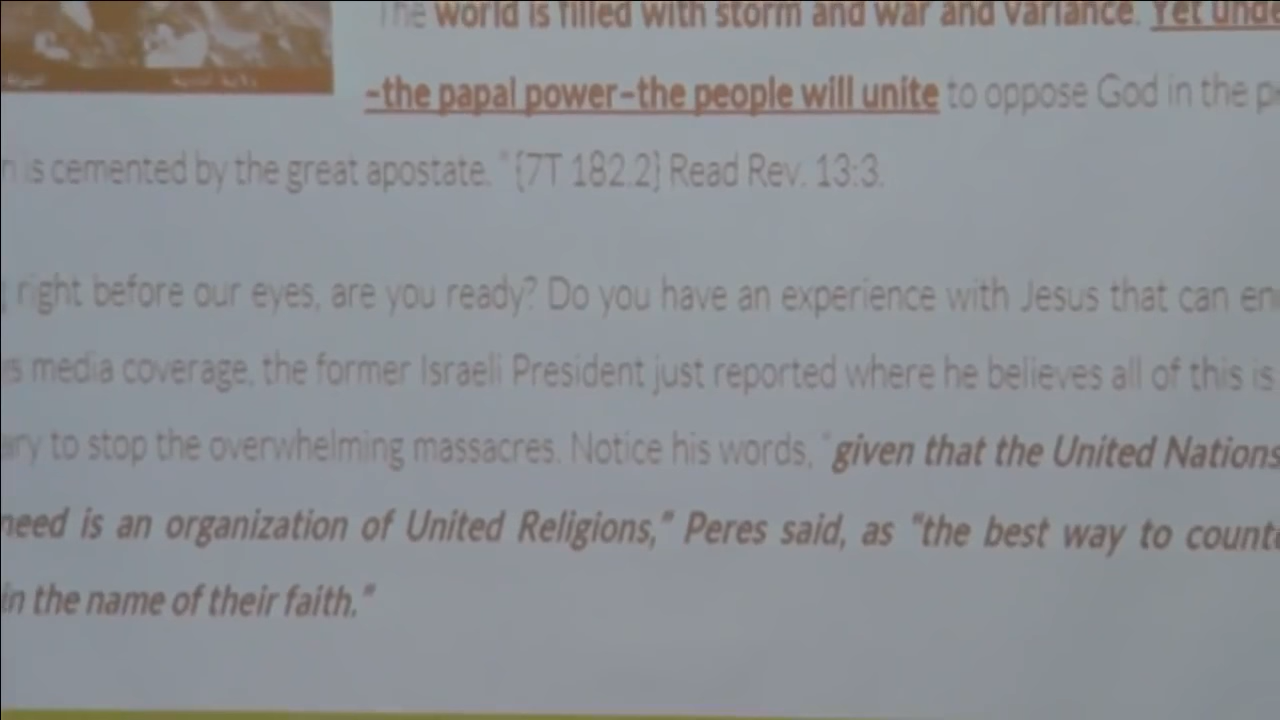 The world is filled with storm and war and variance. Yet unde
-the papal power-the people will unite to oppose God in the p
n is cemented by the great apostate." {7T 182.2} Read Rev. 13:3.
right before our eyes, are you ready? Do you have an experience with Jesus that can en
s media coverage, the former Israeli President just reported where he believes all of this is
ary to stop the overwhelming massacres. Notice his words, "given that the United Nations
need is an organization of United Religions," Peres said, as "the best way to counte
in the name of their faith."